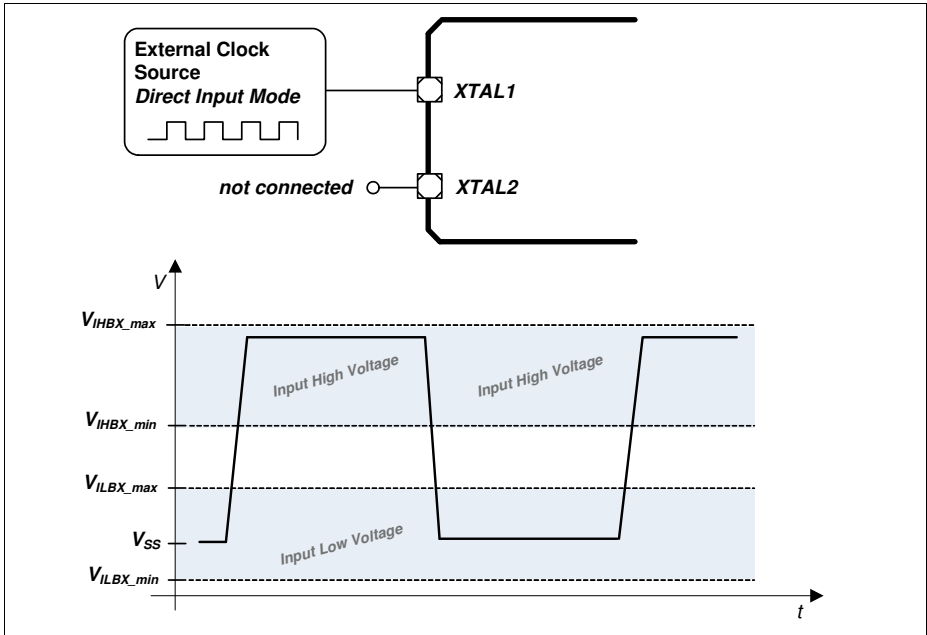 External Clock
Source
Direct Input Mode
XTAL1
not connected
XTAL2
V
VIHBX_max
Input High Voltage
Input High Voltage
VIHBX_min
VILBX_max
VSS
Input Low Voltage
VILBX_min
t